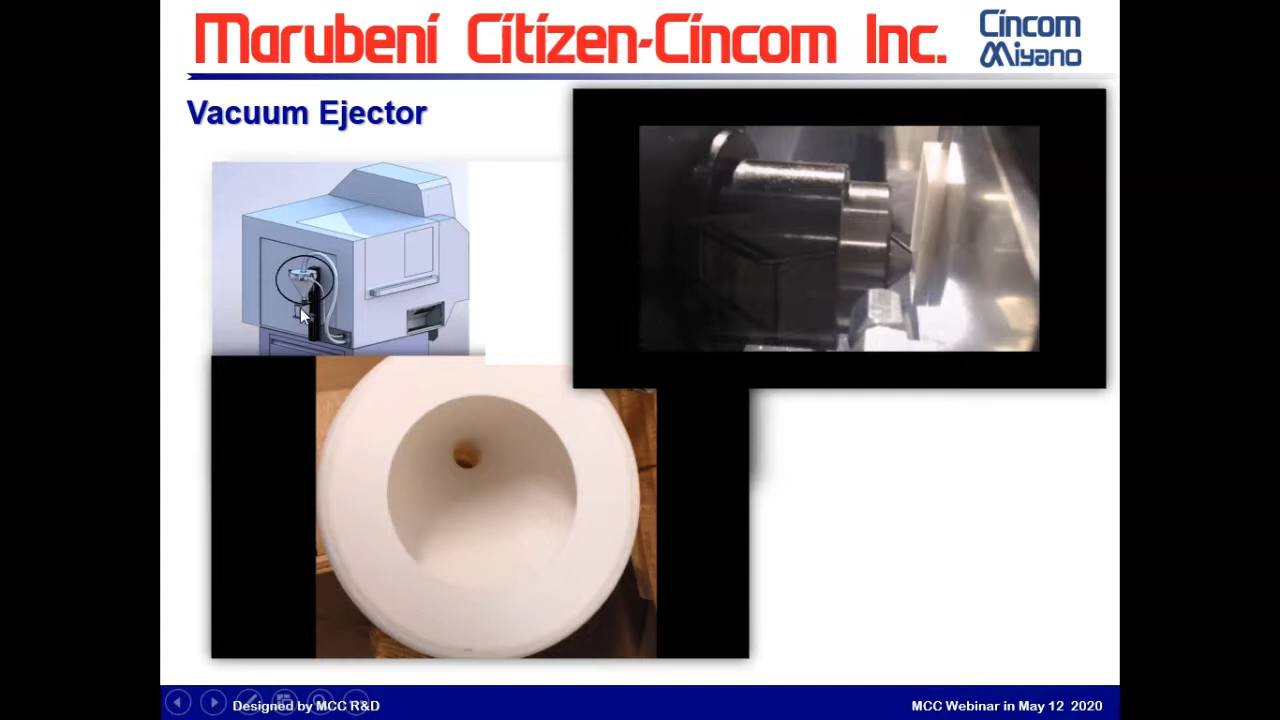 Marubeni Citizen-Cincom Inc.
Cincom
Miyano
Vacuum Ejector
Designed by MCC R&D
MCC Webinar in May 12 2020